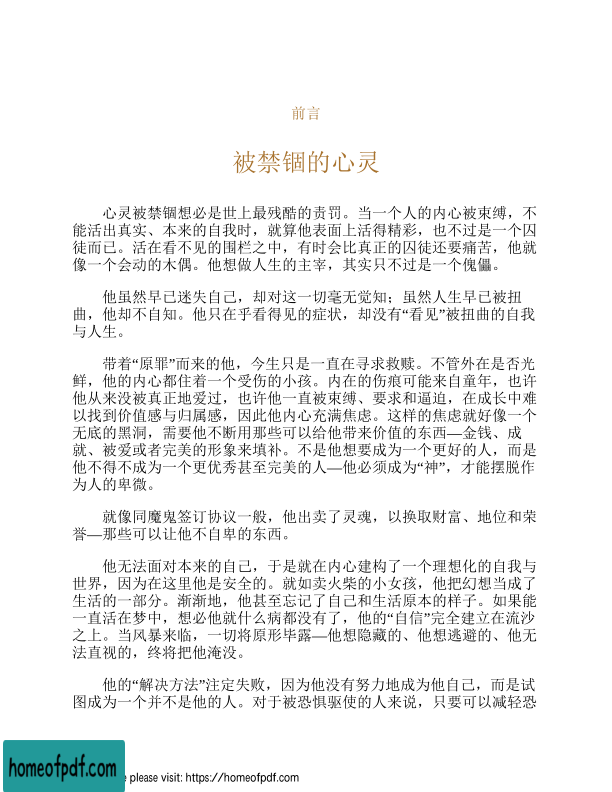 前言
被禁锢的心灵
心灵被禁锢想必是世上最残酷的责罚。当一个人的内心被束缚，不
能活出真实、本来的自我时，就算他表面上活得精彩，也不过是一个囚
徒而已。活在看不见的围栏之中，有时会比真正的囚徒还要痛苦，他就
像一个会动的木偶。他想做人生的主宰，其实只不过是一个傀儡。
他虽然早已迷失自己，却对这一切毫无觉知；虽然人生早已被扭
曲，他却不自知。他只在乎看得见的症状，却没有“看见”被扭曲的自我
与人生。
带着“原罪”而来的他，今生只是一直在寻求救赎。不管外在是否光
鲜，他的内心都住着一个受伤的小孩。内在的伤痕可能来自童年，也许
他从来没被真正地爱过，也许他一直被束缚、要求和逼迫，在成长中难
以找到价值感与归属感，因此他内心充满焦虑。这样的焦虑就好像一个
无底的黑洞，需要他不断用那些可以给他带来价值的东西—金钱、成
就、被爱或者完美的形象来填补。不是他想要成为一个更好的人，而是
他不得不成为一个更优秀甚至完美的人—他必须成为“神”，才能摆脱作
为人的卑微。
就像同魔鬼签订协议一般，他出卖了灵魂，以换取财富、地位和荣
誉—那些可以让他不自卑的东西。
他无法面对本来的自己，于是就在内心建构了一个理想化的自我与
世界，因为在这里他是安全的。就如卖火柴的小女孩，他把幻想当成了
生活的一部分。渐渐地，他甚至忘记了自己和生活原本的样子。如果能
一直活在梦中，想必他就什么病都没有了，他的“自信”完全建立在流沙
之上。当风暴来临，一切将原形毕露—他想隐藏的、他想逃避的、他无
法直视的，终将把他淹没。
他的“解决方法”注定失败，因为他没有努力地成为他自己，而是试
图成为一个并不是他的人。对于被恐惧驱使的人来说，只要可以减轻恐
homeofpdf.com
please visit: https://homeofpdf.com